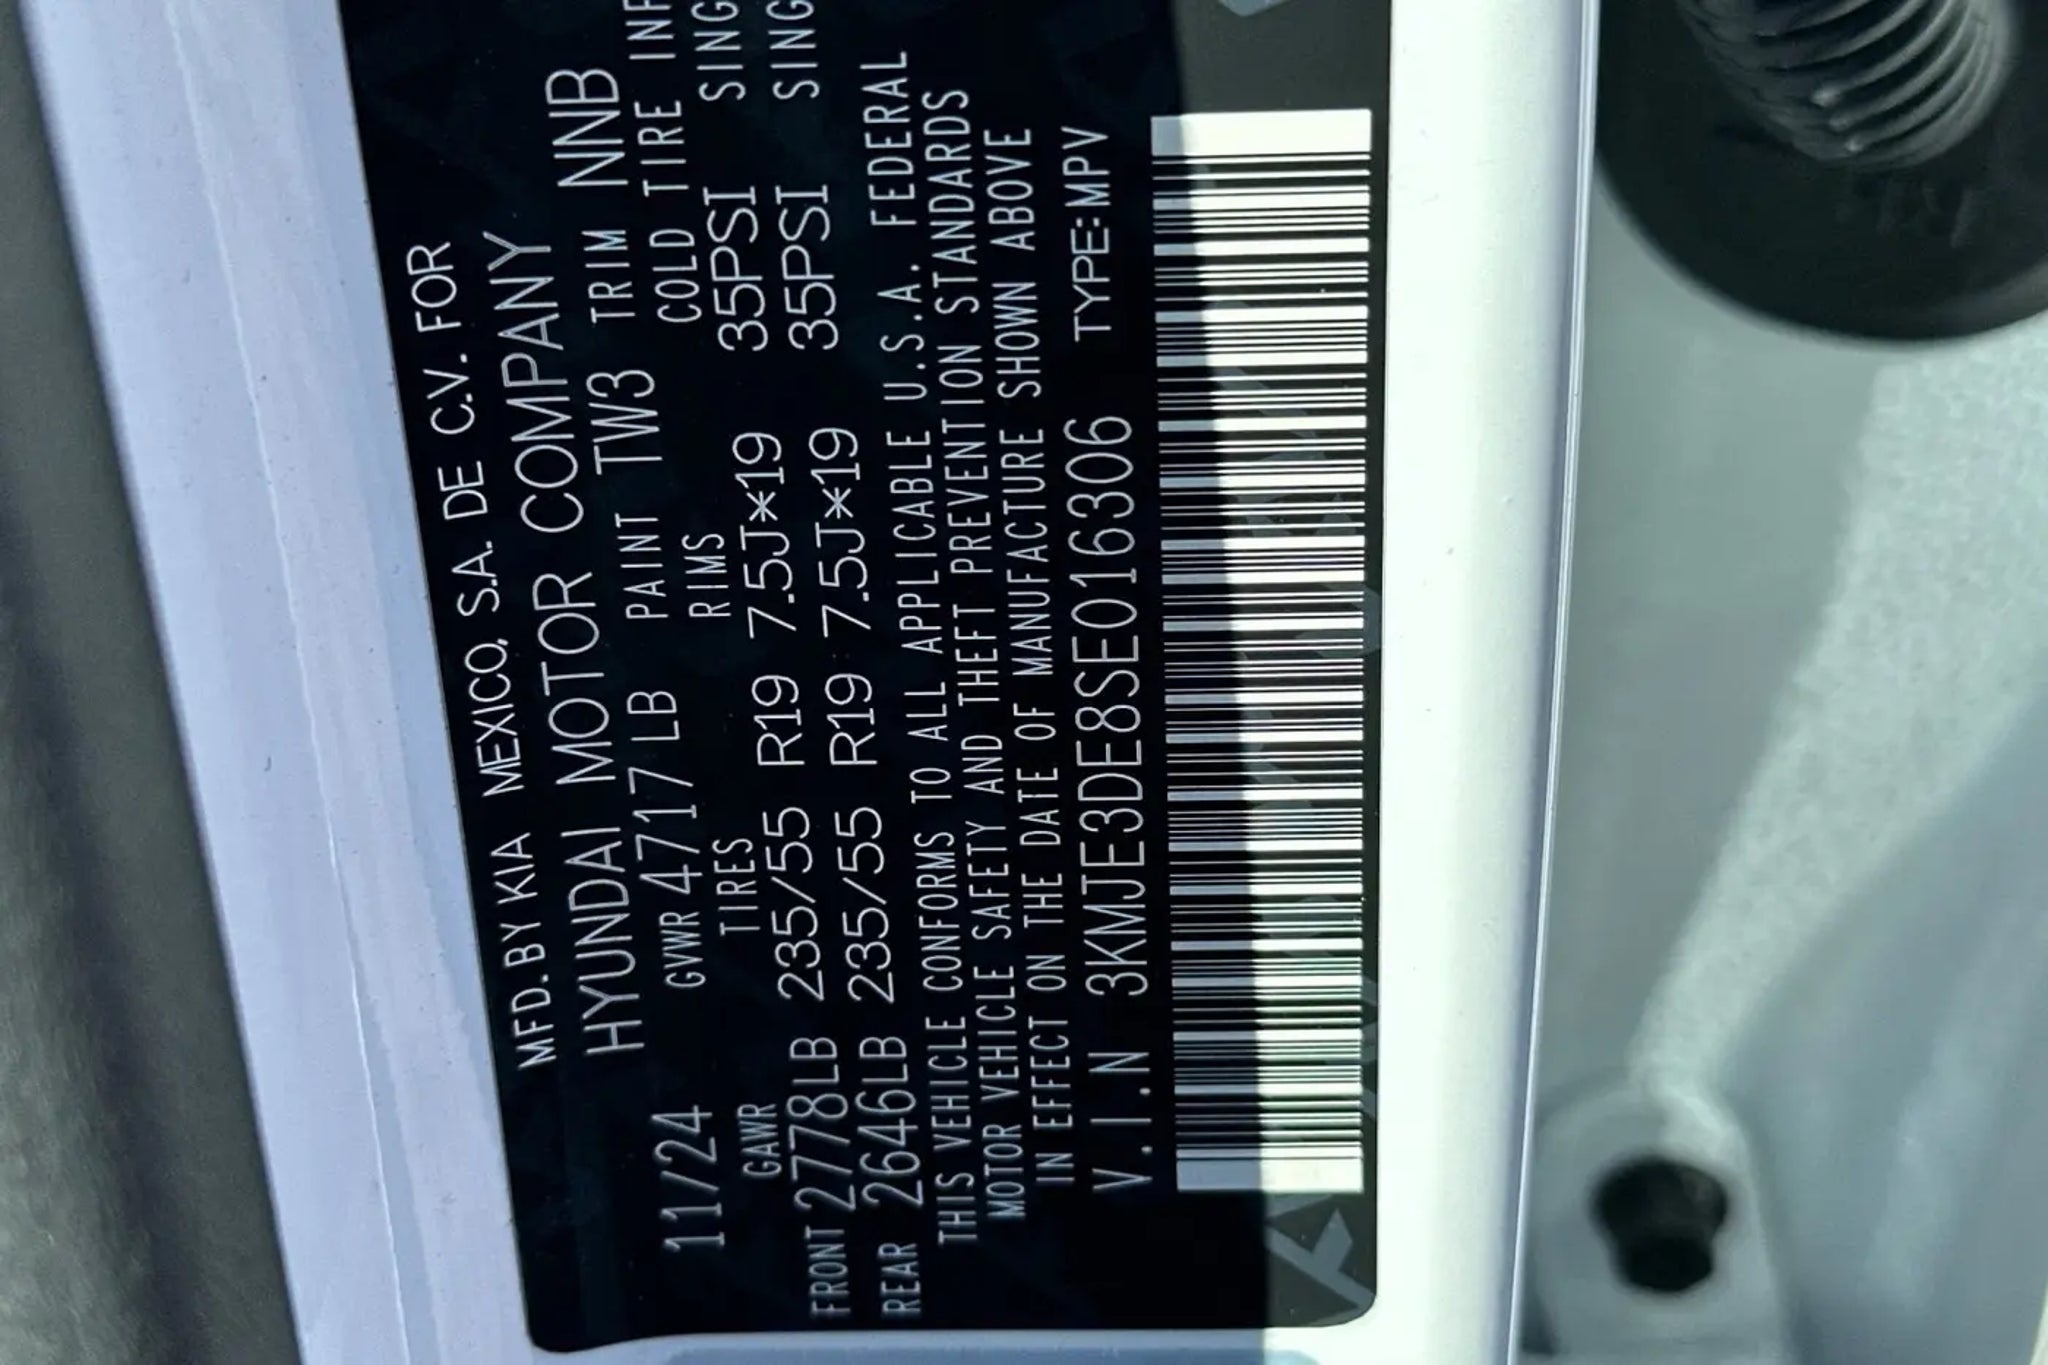 MFD. BY KIA MEXICO, S.A. DE C.V. FOR
HYUNDAI MOTOR COMPANY
11/24 GVWR 4717 LB PAINT TW3 TRIM NNB
GAWR TIRES RIMS COLD TIRE INF
FRONT 2778LB 235/55 R19 7.5J*19 35PSI SING
REAR 2646LB 235/55 R19 7.5J*19 35PSI SING
THIS VEHICLE CONFORMS TO ALL APPLICABLE U.S.A. FEDERAL
MOTOR VEHICLE SAFETY AND THEFT PREVENTION STANDARDS
IN EFFECT ON THE DATE OF MANUFACTURE SHOWN ABOVE
V.I.N 3KMJE3DE8SE016306 TYPE:MPV